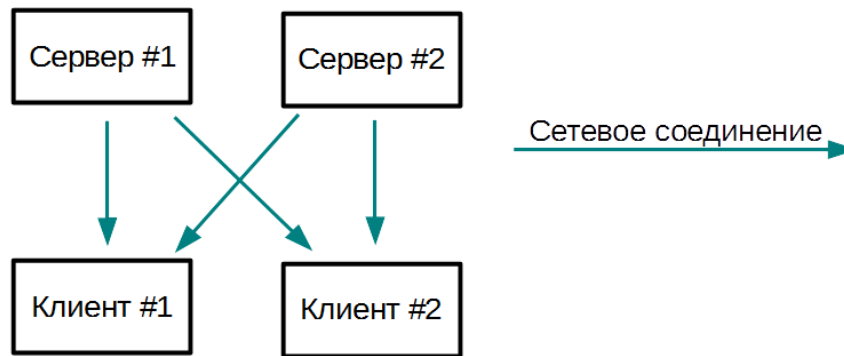 Сервер #1
Сервер #2
Сетевое соединение
Клиент #1
Клиент #2